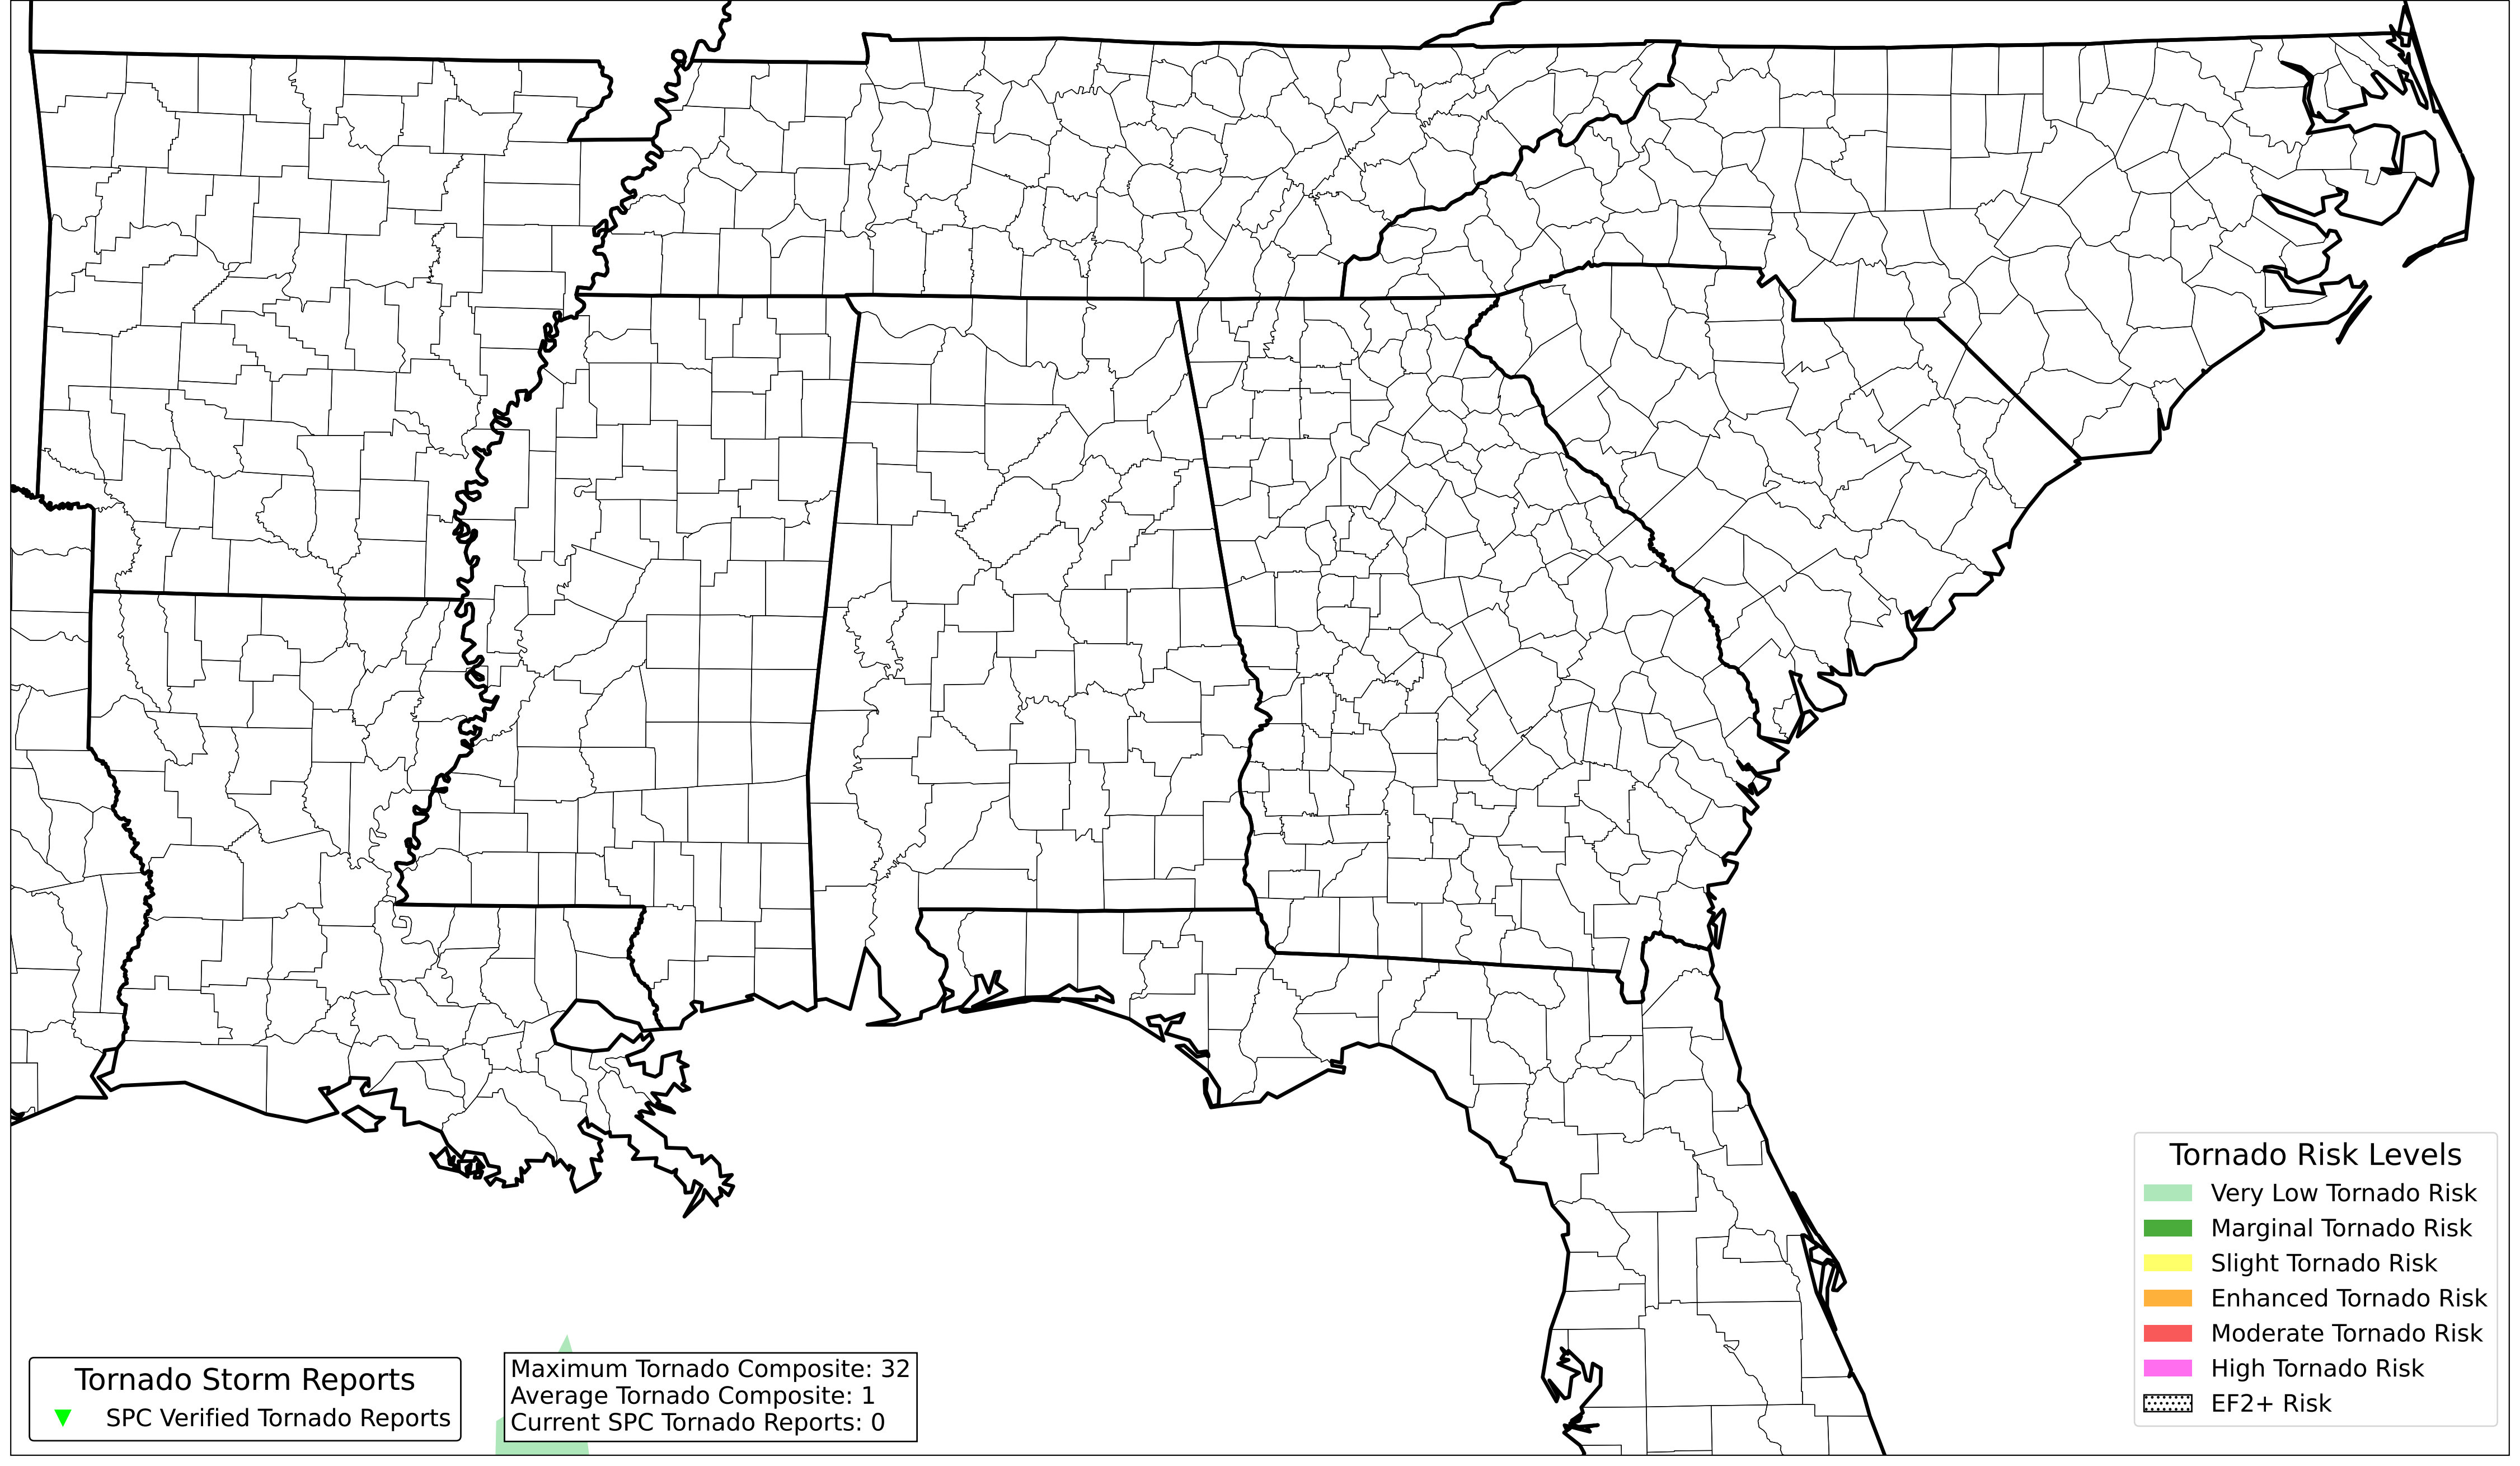 Tornado Risk Levels
Very Low Tornado Risk
Marginal Tornado Risk
Slight Tornado Risk
Enhanced Tornado Risk
Moderate Tornado Risk
High Tornado Risk
EF2+ Risk
Tornado Storm Reports
SPC Verified Tornado Reports
Maximum Tornado Composite: 32
Average Tornado Composite: 1
Current SPC Tornado Reports: 0